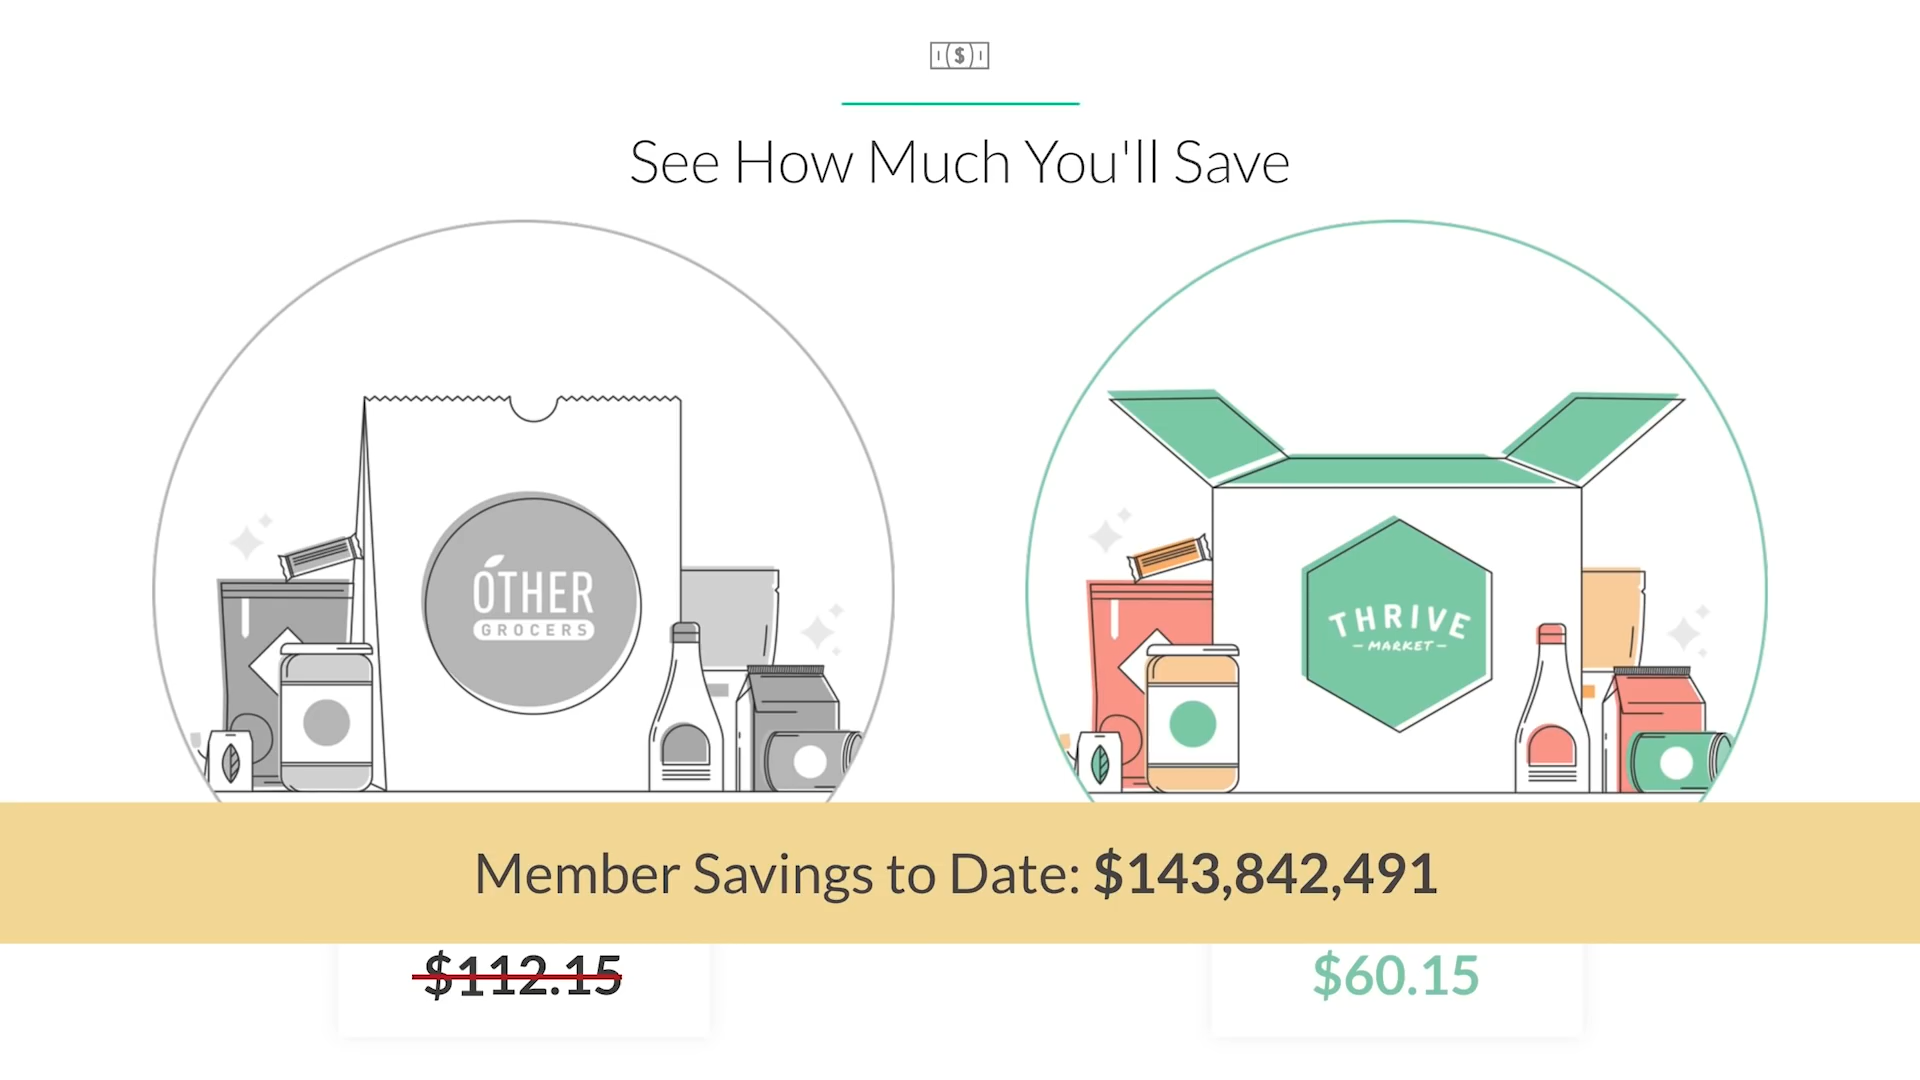 $
See How Much You'll Save
OTHER
GROCERS
THRIVE
MARKET
Member Savings to Date: $143,842,491
$112.15
$60.15